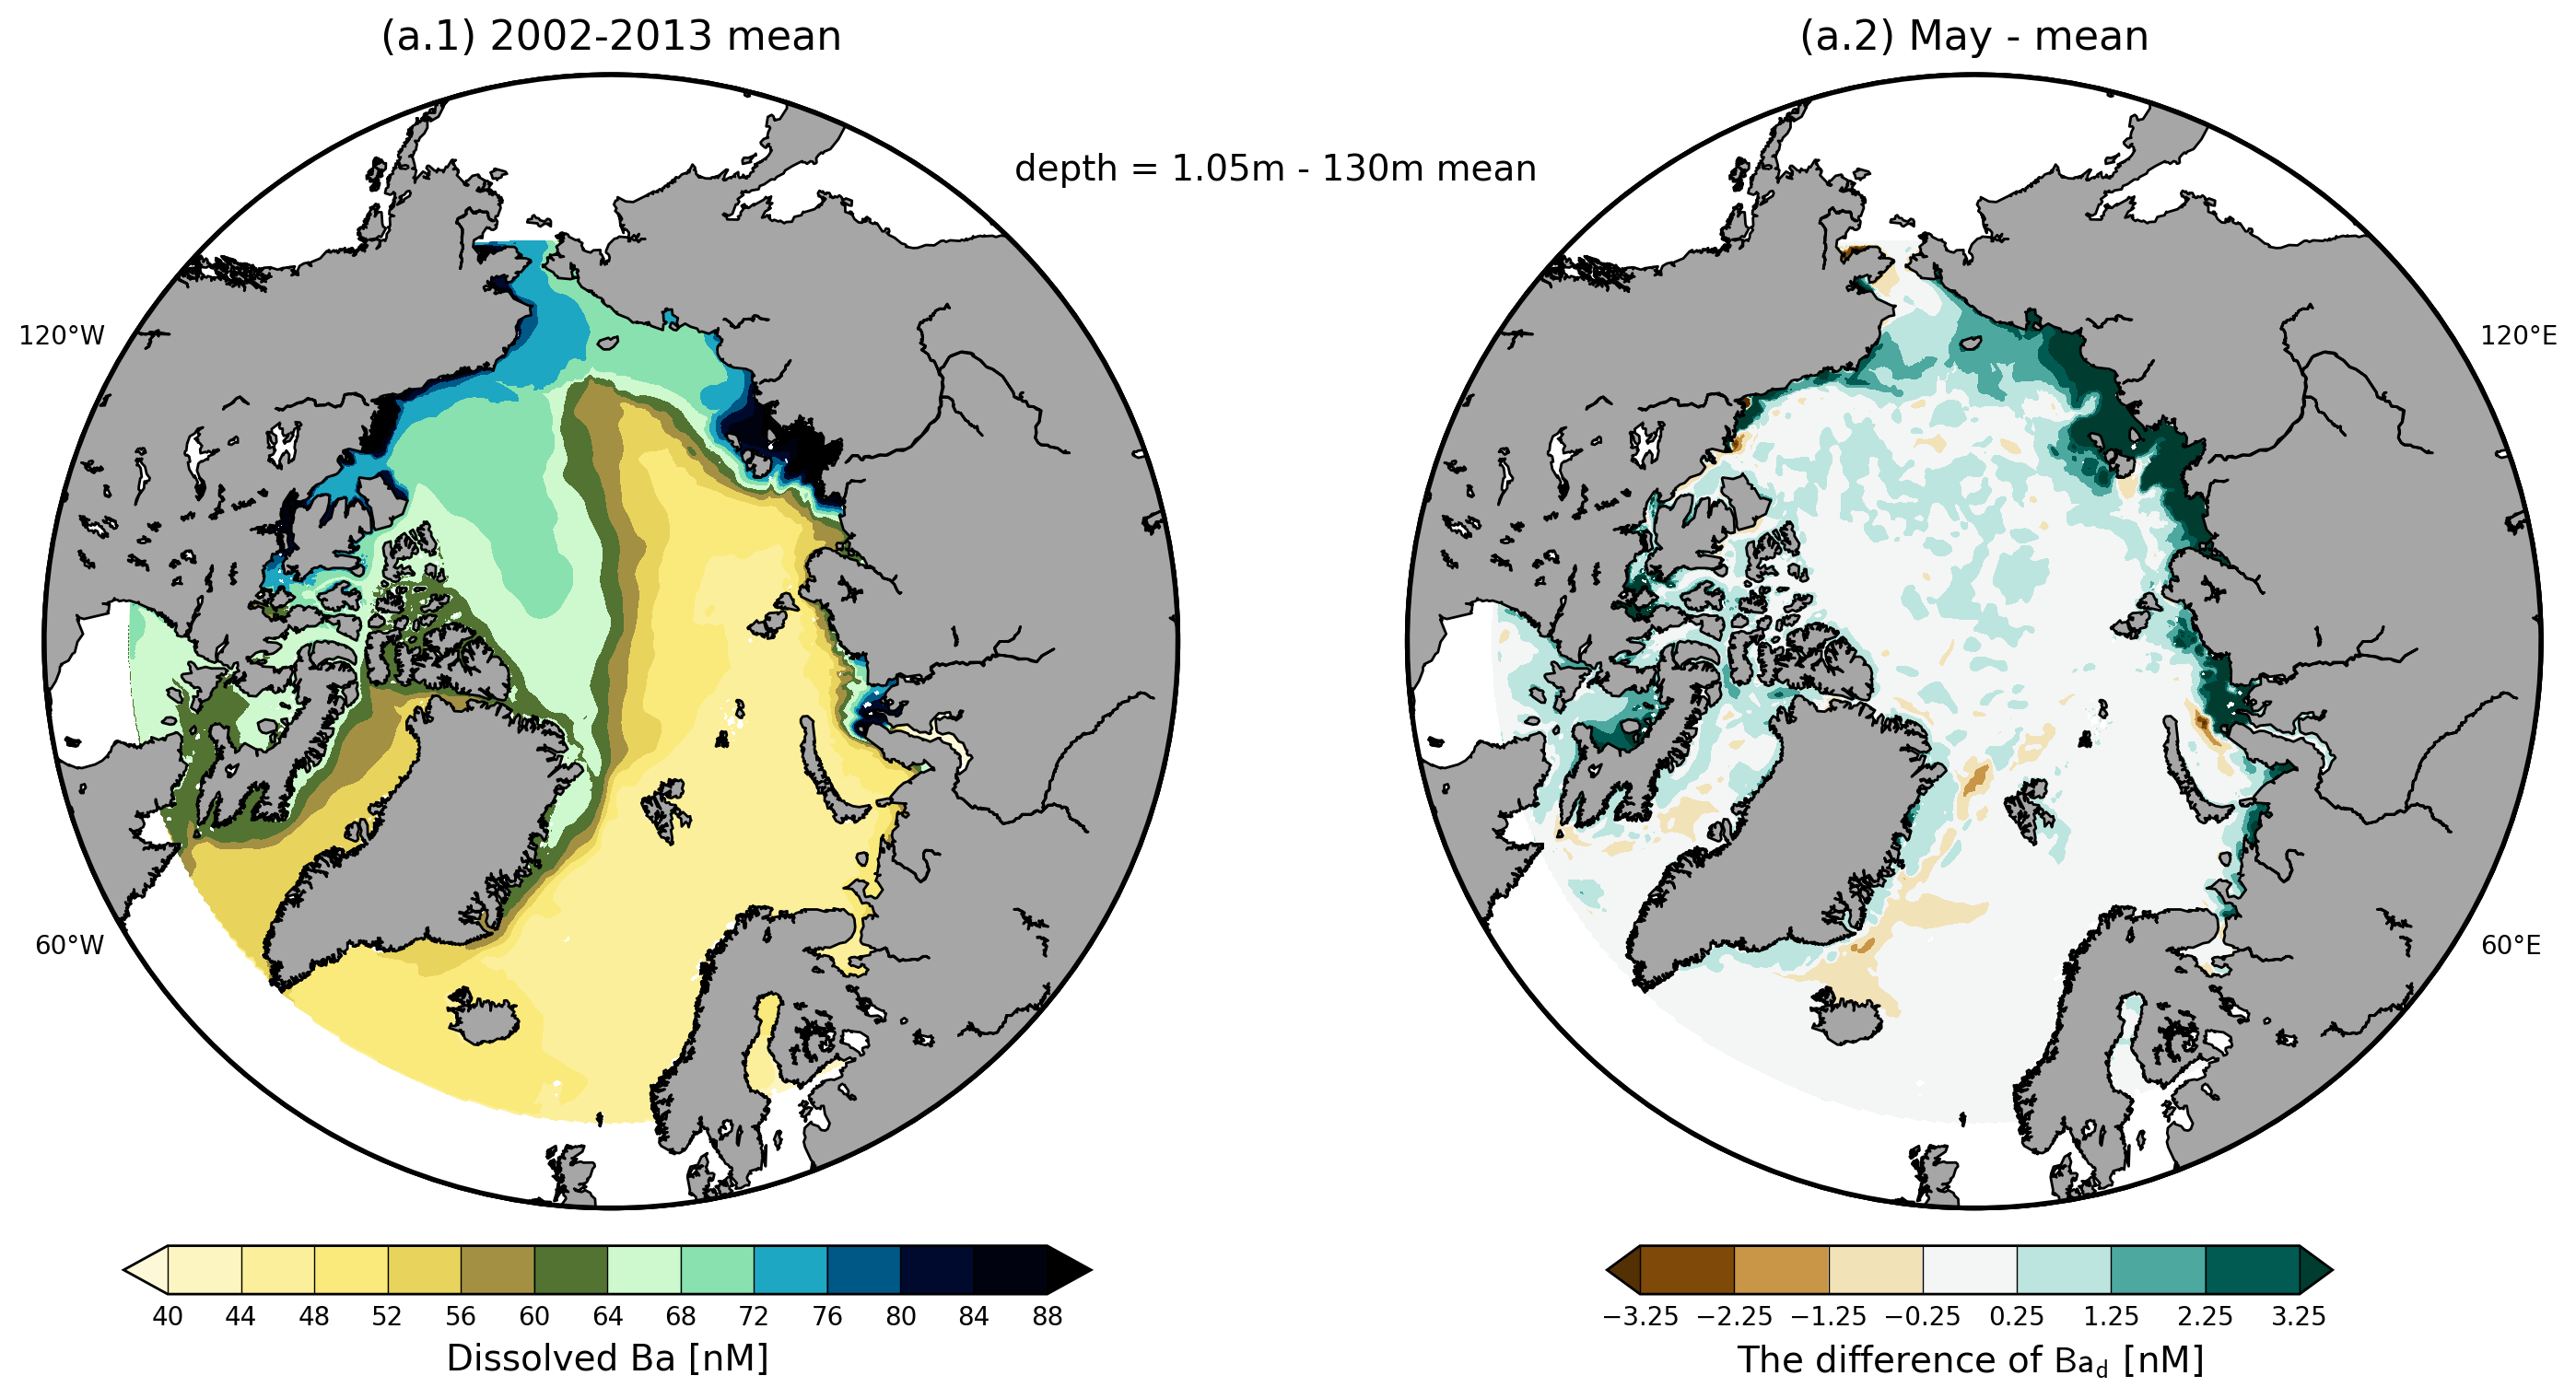 (a.1) 2002-2013 mean
(a.2) May - mean
depth = 1.05m - 130m mean
120°W
120°E
60°W
60°E
40 44 48 52 56 60 64 68 72 76 80 84 88
Dissolved Ba [nM]
−3.25 −2.25 −1.25 −0.25 0.25 1.25 2.25 3.25
The difference of Ba_d [nM]